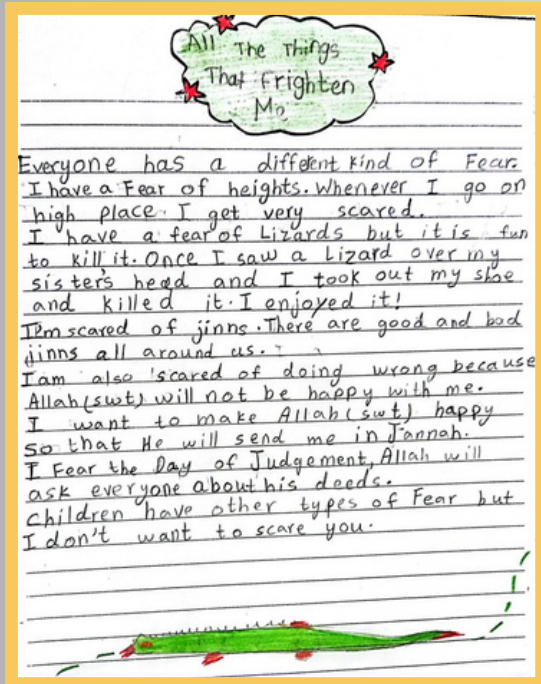 All The Things
That Frighten
Me
Everyone has a different kind of Fear.
I have a Fear of heights. Whenever I go on
high place. I get very scared.
I have a fear of Lizards but it is fun
to kill it. Once I saw a Lizard over my
sister's head and I took out my shoe
and killed it. I enjoyed it!
I'm scared of jinns. There are good and bad
jinns all around us.
I am also scared of doing wrong because
Allah (swt) will not be happy with me.
I want to make Allah (swt) happy
so that He will send me in Jannah.
I Fear the Day of Judgement, Allah will
ask everyone about his deeds.
Children have other types of Fear but
I don't want to scare you.